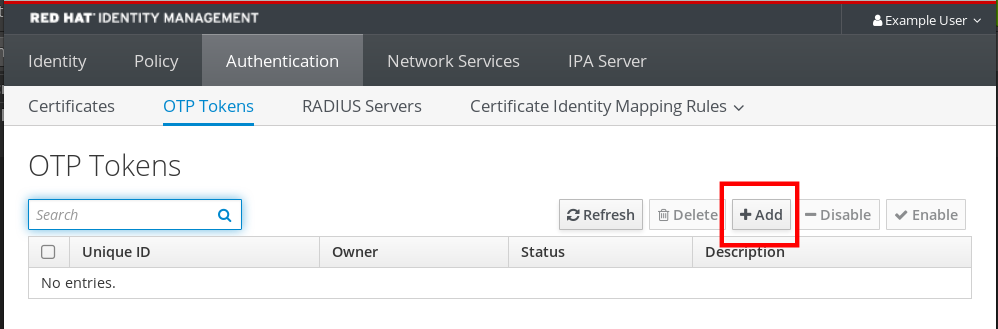 RED HAT® IDENTITY MANAGEMENT Example User
Identity Policy Authentication Network Services IPA Server
Certificates OTP Tokens RADIUS Servers Certificate Identity Mapping Rules
OTP Tokens
Search Refresh Delete Add Disable Enable
Unique ID Owner Status Description
No entries.